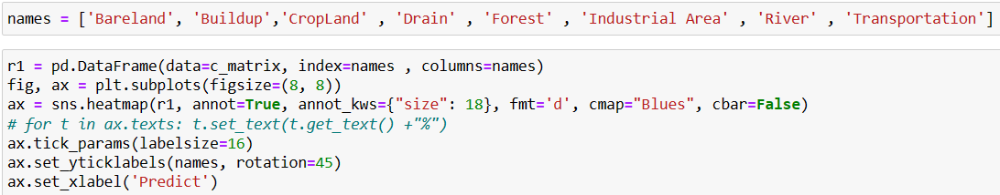 names = ['Bareland', 'Buildup','CropLand' , 'Drain' , 'Forest' , 'Industrial Area' , 'River' , 'Transportation']
r1 = pd.DataFrame(data=c_matrix, index=names , columns=names)
fig, ax = plt.subplots(figsize=(8, 8))
ax = sns.heatmap(r1, annot=True, annot_kws={"size": 18}, fmt='d', cmap="Blues", cbar=False)
# for t in ax.texts: t.set_text(t.get_text() +"%")
ax.tick_params(labelsize=16)
ax.set_yticklabels(names, rotation=45)
ax.set_xlabel('Predict')